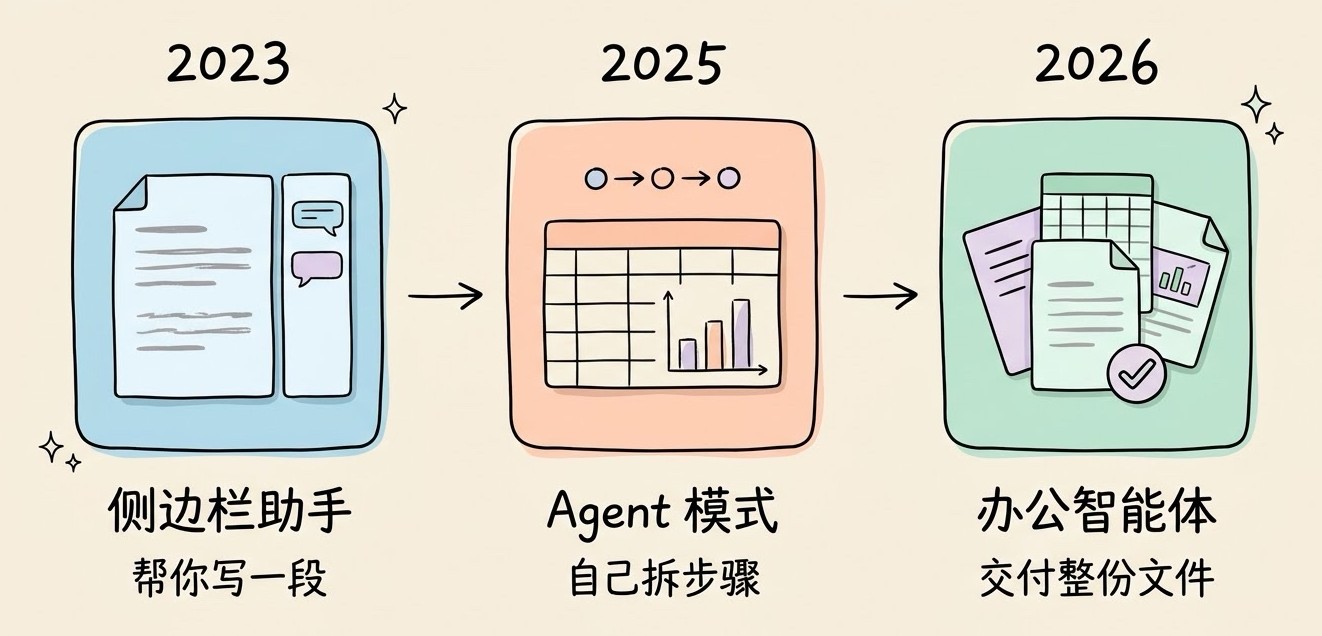 2023
2025
2026
侧边栏助手
Agent 模式
办公智能体
帮你写一段
自己拆步骤
交付整份文件